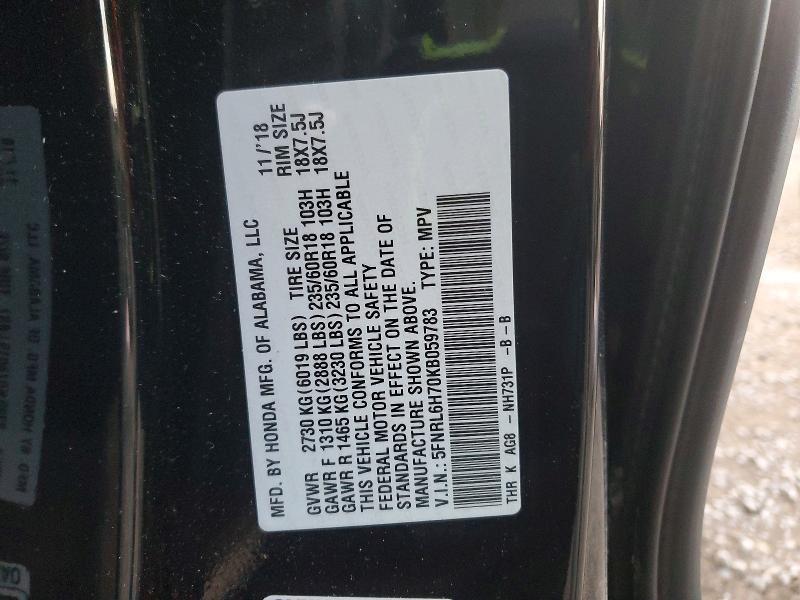 MFD. BY HONDA MFG. OF ALABAMA, LLC 11/'18
GVWR 2730 KG(6019 LBS) TIRE SIZE RIM SIZE
GAWR F 1310 KG(2888 LBS) 235/60R18 103H 18X7.5J
GAWR R 1465 KG(3230 LBS) 235/60R18 103H 18X7.5J
THIS VEHICLE CONFORMS TO ALL APPLICABLE
FEDERAL MOTOR VEHICLE SAFETY
STANDARDS IN EFFECT ON THE DATE OF
MANUFACTURE SHOWN ABOVE.
V.I.N.: 5FNRL6H70KB059783 TYPE: MPV
THR K AG8 - NH731P -B -B